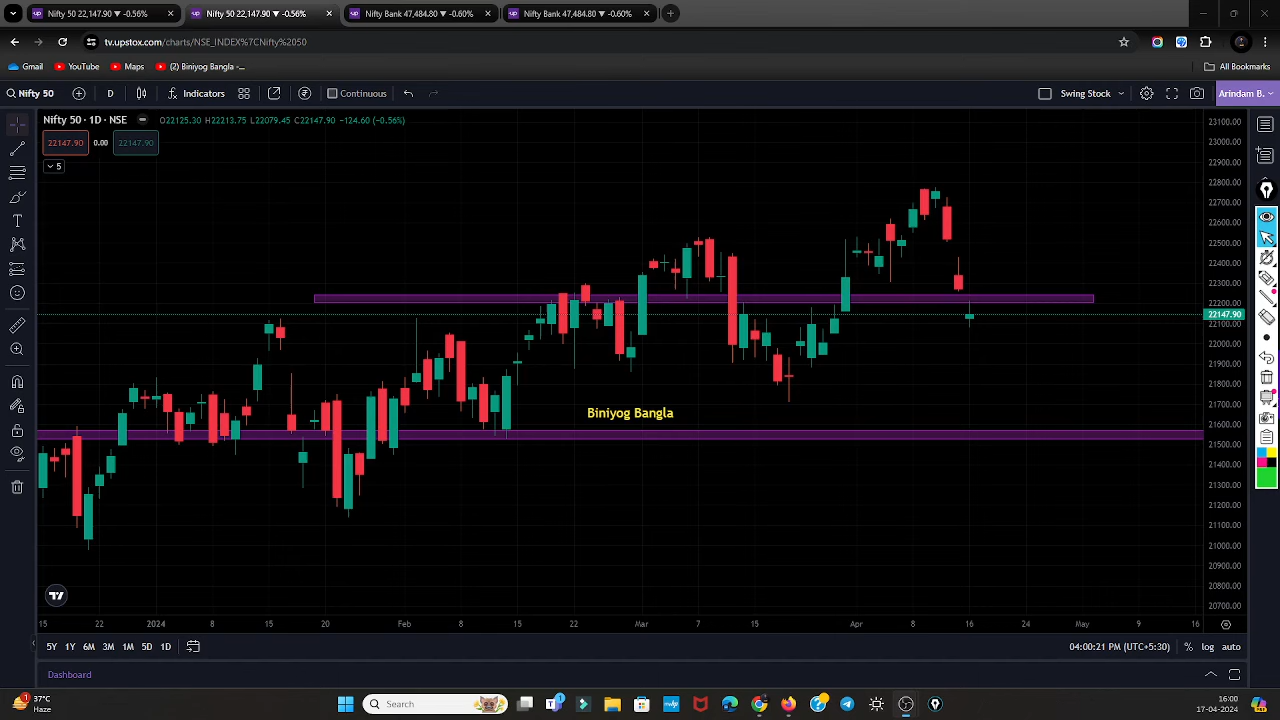 Nifty 50 22,147.90 ▼ -0.56%
Nifty 50 22,147.90 ▼ -0.56%
Nifty Bank 47,484.80 ▼ -0.60%
Nifty Bank 47,484.80 ▼ -0.60%
tv.upstox.com/charts/NSE_INDEX%7CNifty%2050
Gmail
YouTube
Maps
(2) Biniyog Bangla -...
All Bookmarks
Nifty 50
D
Indicators
Continuous
Swing Stock
Arindam B.
Nifty 50 · 1D · NSE
O22125.30 H22213.75 L22079.45 C22147.90 −124.60 (−0.56%)
22147.90
0.00
22147.90
5
Biniyog Bangla
23100.00
23000.00
22900.00
22800.00
22700.00
22600.00
22500.00
22400.00
22300.00
22200.00
22147.90
22100.00
22000.00
21900.00
21800.00
21700.00
21600.00
21500.00
21400.00
21300.00
21200.00
21100.00
21000.00
20900.00
20800.00
20700.00
15 22 2024 8 15 20 Feb 8 15 22 Mar 7 15 Apr 8 16 24 May 9 16
5Y 1Y 6M 3M 1M 5D 1D
04:00:21 PM (UTC+5:30)
% log auto
Dashboard
1
37°C
Haze
Search
1
16:00
17-04-2024